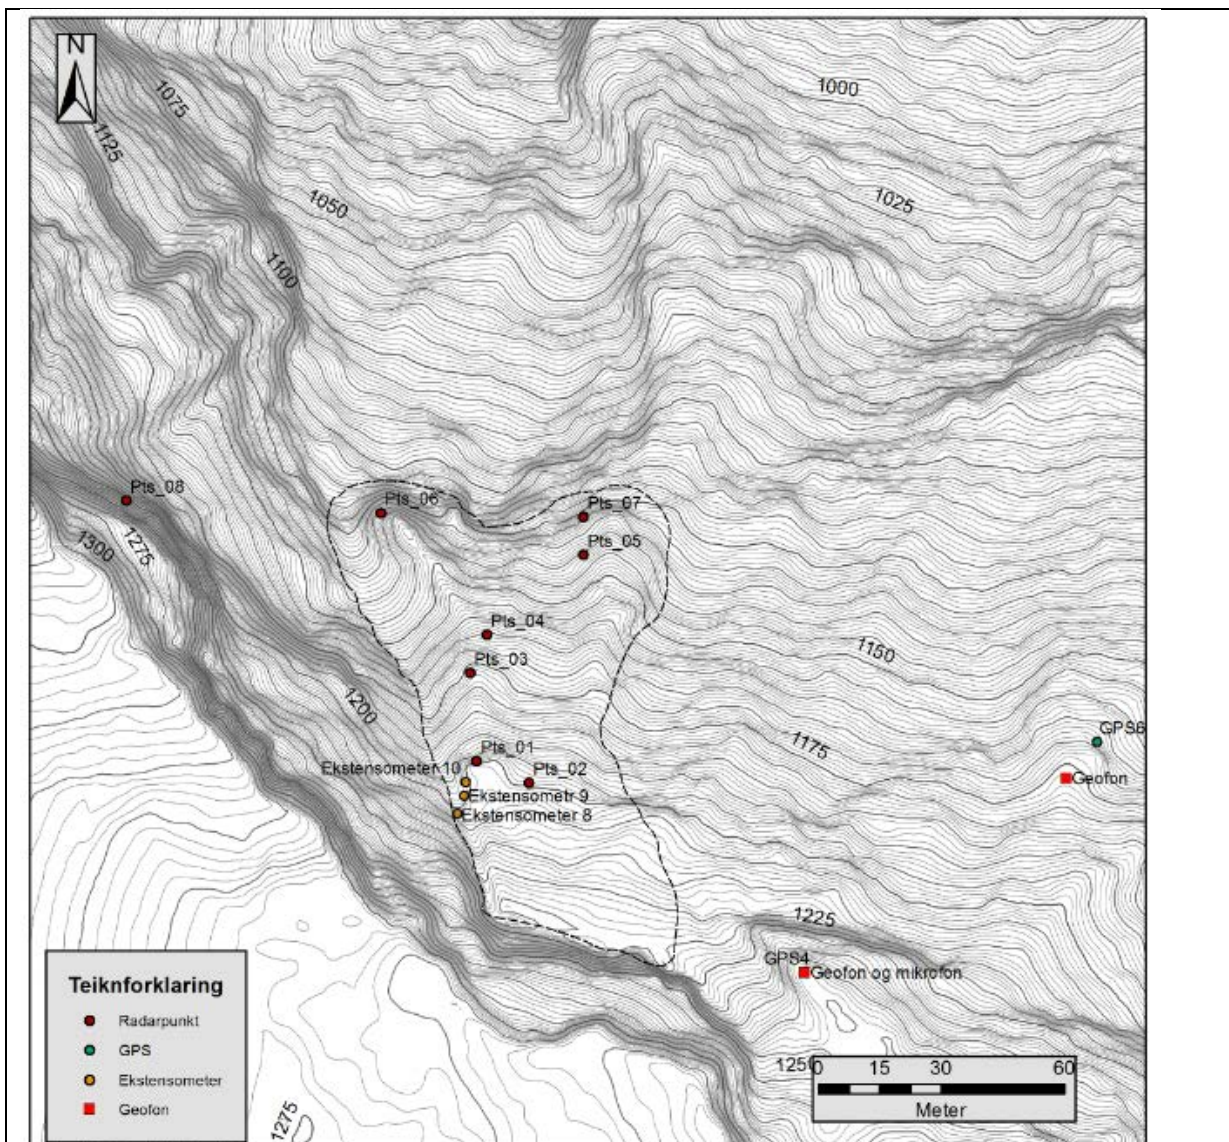 N
1000
1075
1125
1025
1050
1100
Pts_08
Pts_06
Pts_07
1275
1300
Pts_05
Pts_04
1150
Pts_03
1200
GPS6
1175
Pts_01
Ekstensometer 10
Pts_02
Geofon
Ekstensometr 9
Ekstensometer 8
1225
GPS4
Geofon og mikrofon
Teiknforklaring
Radarpunkt
GPS
Ekstensometer
Geofon
1250
0 15 30 60
Meter
1275